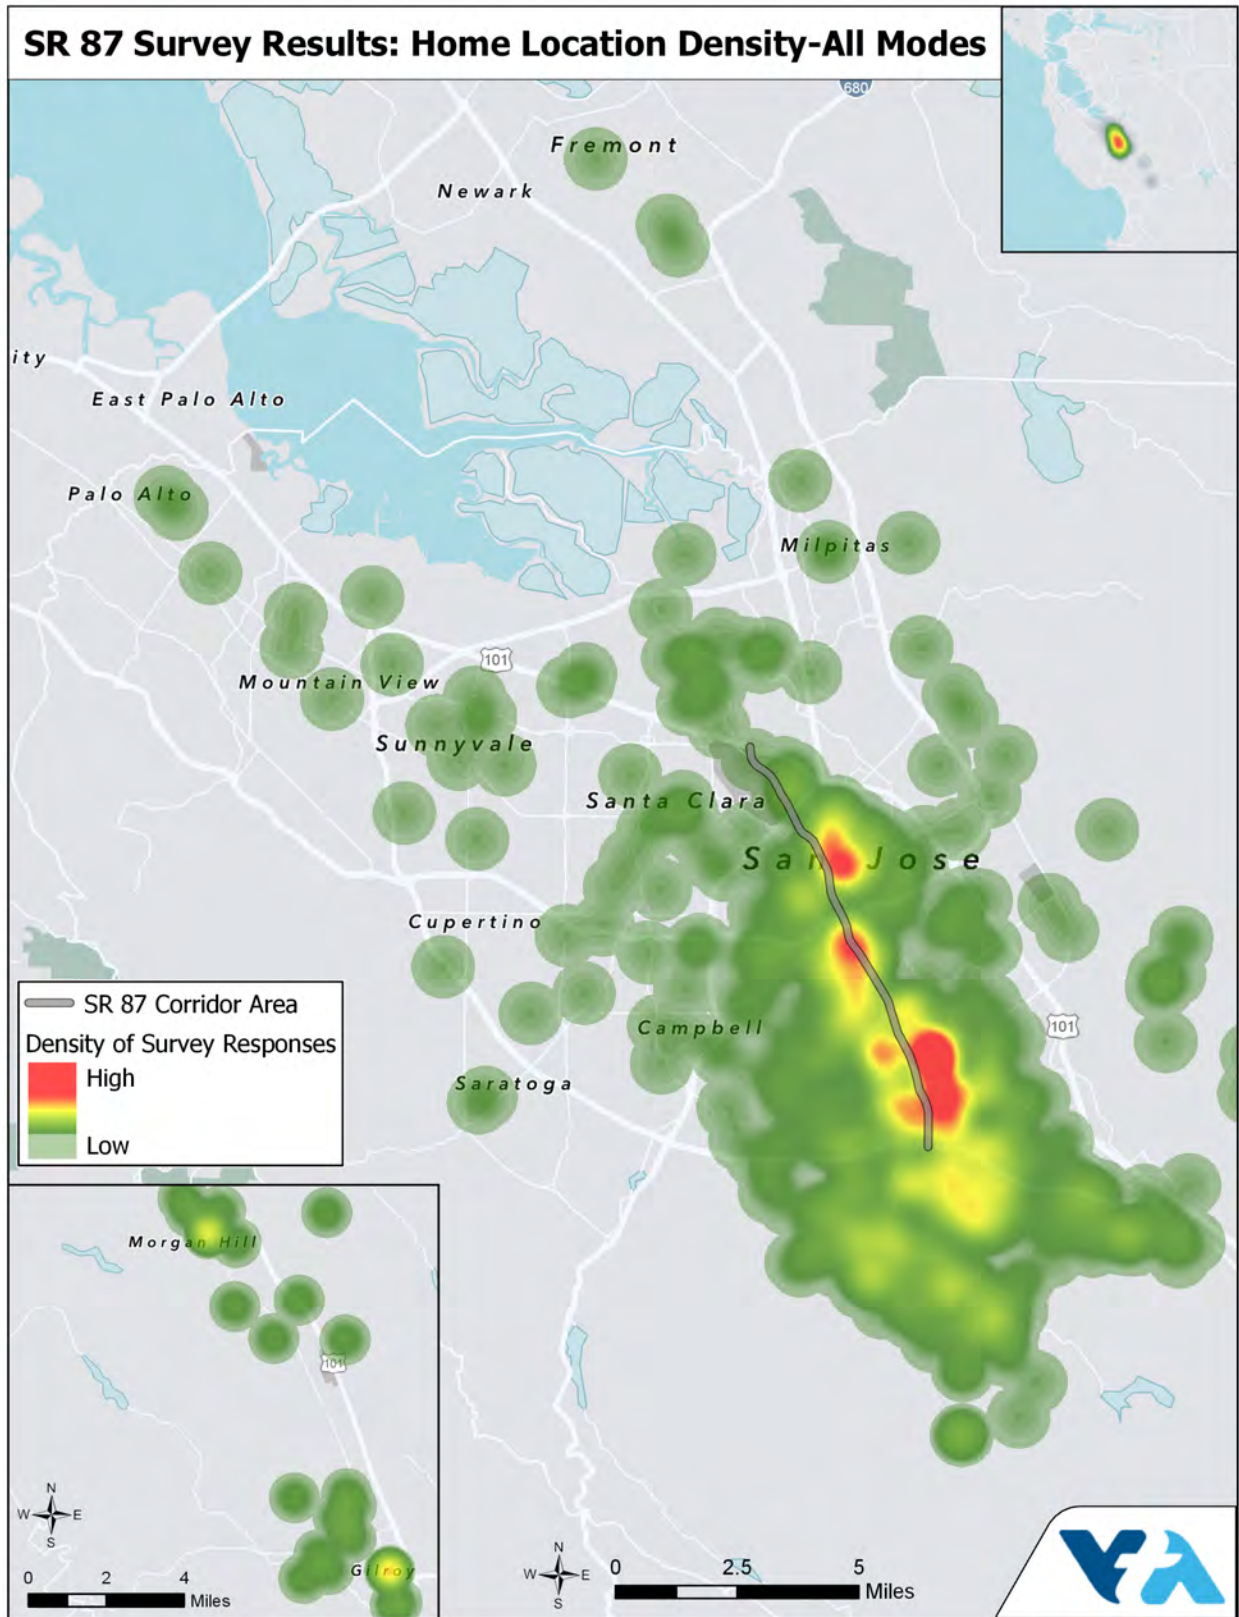 SR 87 Survey Results: Home Location Density-All Modes
680
Fremont
Newark
ity
East Palo Alto
Palo Alto
Milpitas
101
Mountain View
Sunnyvale
Santa Clara
San Jose
Cupertino
SR 87 Corridor Area
Density of Survey Responses
High
Low
101
Campbell
Saratoga
Morgan Hill
101
Gilroy
N
W E
S
0 2 4
Miles
N
W E
S
0 2.5 5
Miles
VTA